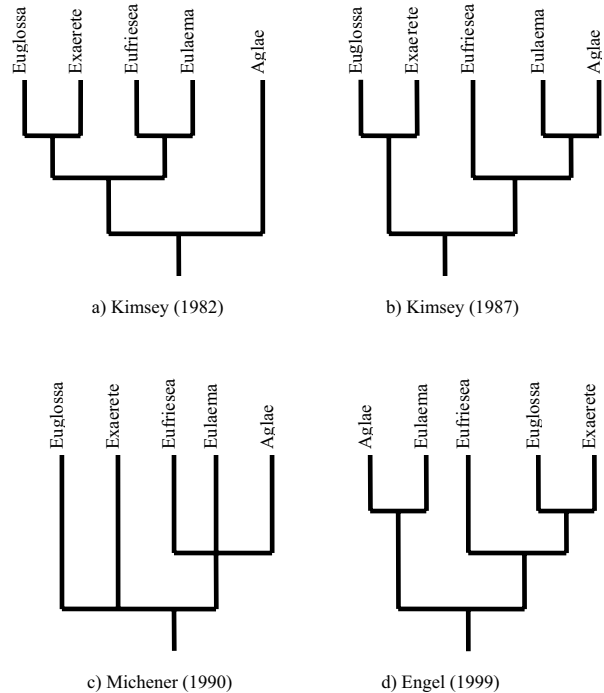 Euglossa
Exaerete
Eufriesea
Eulaema
Aglae
a) Kimsey (1982)
Euglossa
Exaerete
Eufriesea
Eulaema
Aglae
b) Kimsey (1987)
Euglossa
Exaerete
Eufriesea
Eulaema
Aglae
c) Michener (1990)
Aglae
Eulaema
Eufriesea
Euglossa
Exaerete
d) Engel (1999)